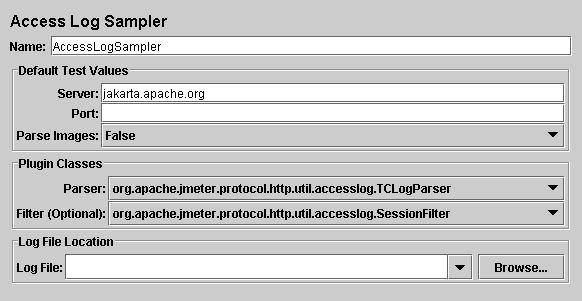 Access Log Sampler
Name: AccessLogSampler
Default Test Values
Server: jakarta.apache.org
Port:
Parse Images: False
Plugin Classes
Parser: org.apache.jmeter.protocol.http.util.accesslog.TCLogParser
Filter (Optional): org.apache.jmeter.protocol.http.util.accesslog.SessionFilter
Log File Location
Log File: Browse...